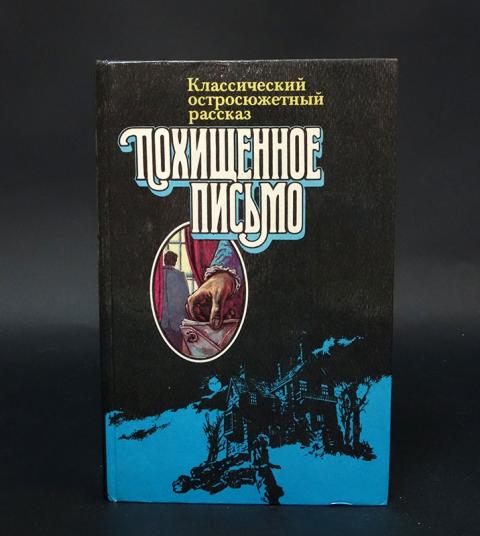 Классический
остросюжетный
рассказ
ПОХИЩЕННОЕ
ПИСЬМО